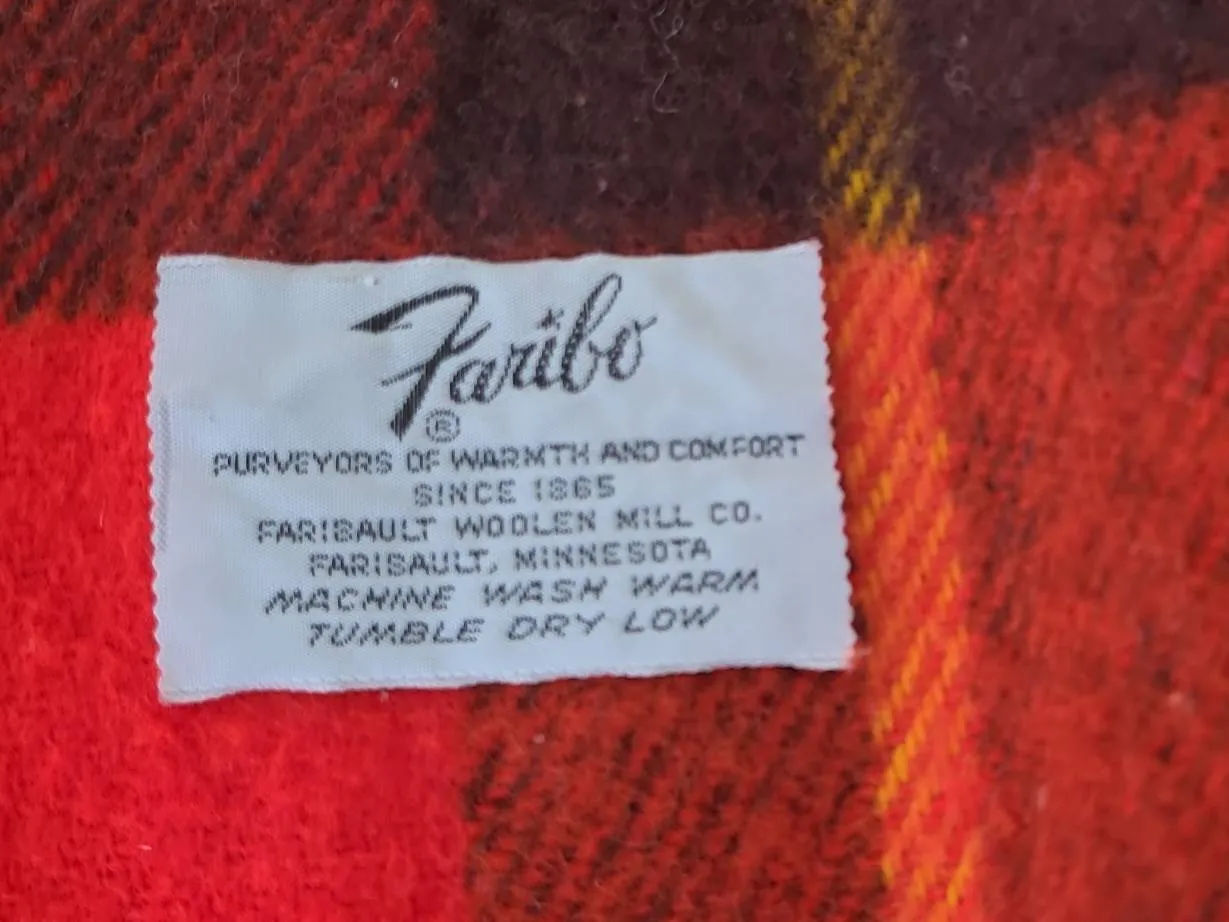 Faribo
®
PURVEYORS OF WARMTH AND COMFORT
SINCE 1865
FARIBAULT WOOLEN MILL CO.
FARIBAULT, MINNESOTA
MACHINE WASH WARM
TUMBLE DRY LOW